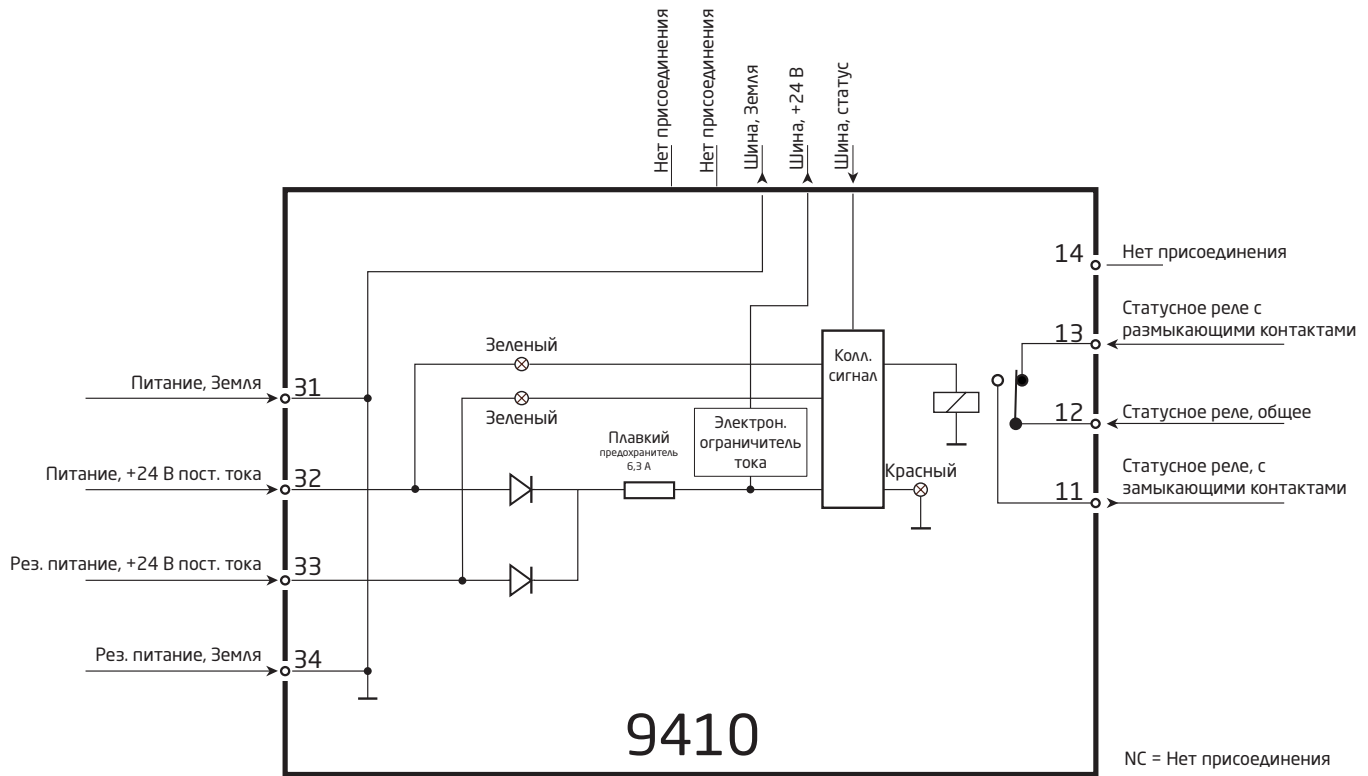 Нет присоединения
Нет присоединения
Шина, Земля
Шина, +24 В
Шина, статус
14
Нет присоединения
Статусное реле с
размыкающими контактами
13
Зеленый
Колл.
сигнал
Питание, Земля
31
12
Статусное реле, общее
Зеленый
Электрон.
ограничитель
тока
Плавкий
предохранитель
6,3 А
Питание, +24 В пост. тока
32
Красный
Статусное реле, с
замыкающими контактами
11
Рез. питание, +24 В пост. тока
33
Рез. питание, Земля
34
9410
NC = Нет присоединения